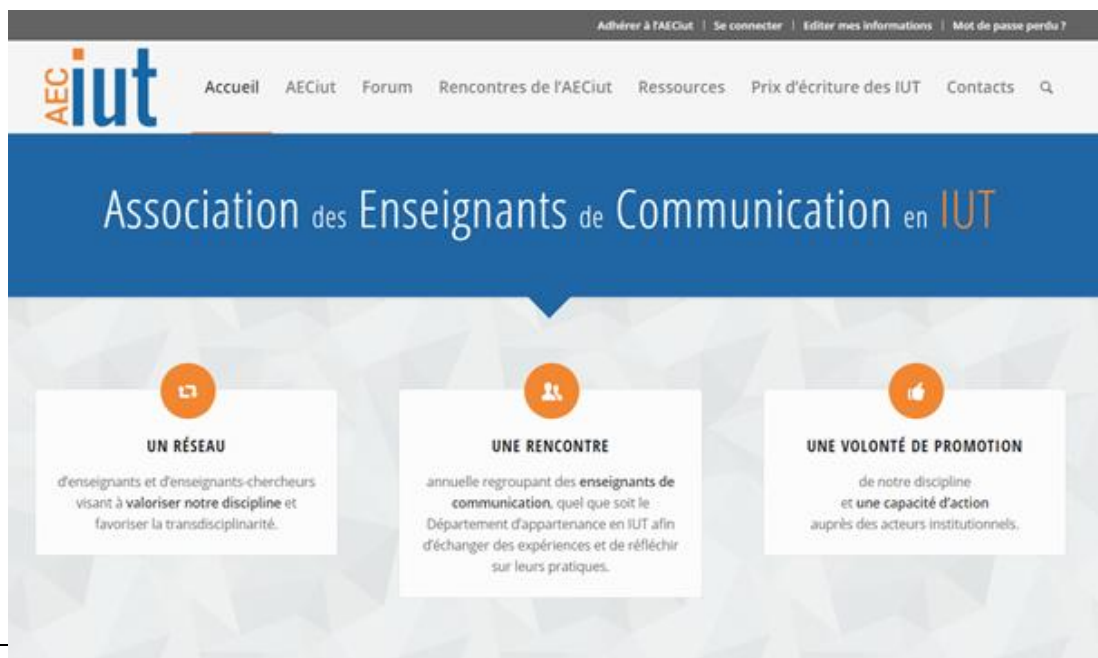 Adhérer à l'AECiut | Se connecter | Editer mes informations | Mot de passe perdu ?
AEC iut
Accueil AECiut Forum Rencontres de l'AECiut Ressources Prix d'écriture des IUT Contacts
Association des Enseignants de Communication en IUT
UN RÉSEAU
d'enseignants et d'enseignants-chercheurs
visant à valoriser notre discipline et
favoriser la transdisciplinarité.
UNE RENCONTRE
annuelle regroupant des enseignants de
communication, quel que soit le
Département d'appartenance en IUT afin
d'échanger des expériences et de réfléchir
sur leurs pratiques.
UNE VOLONTÉ DE PROMOTION
de notre discipline
et une capacité d'action
auprès des acteurs institutionnels.